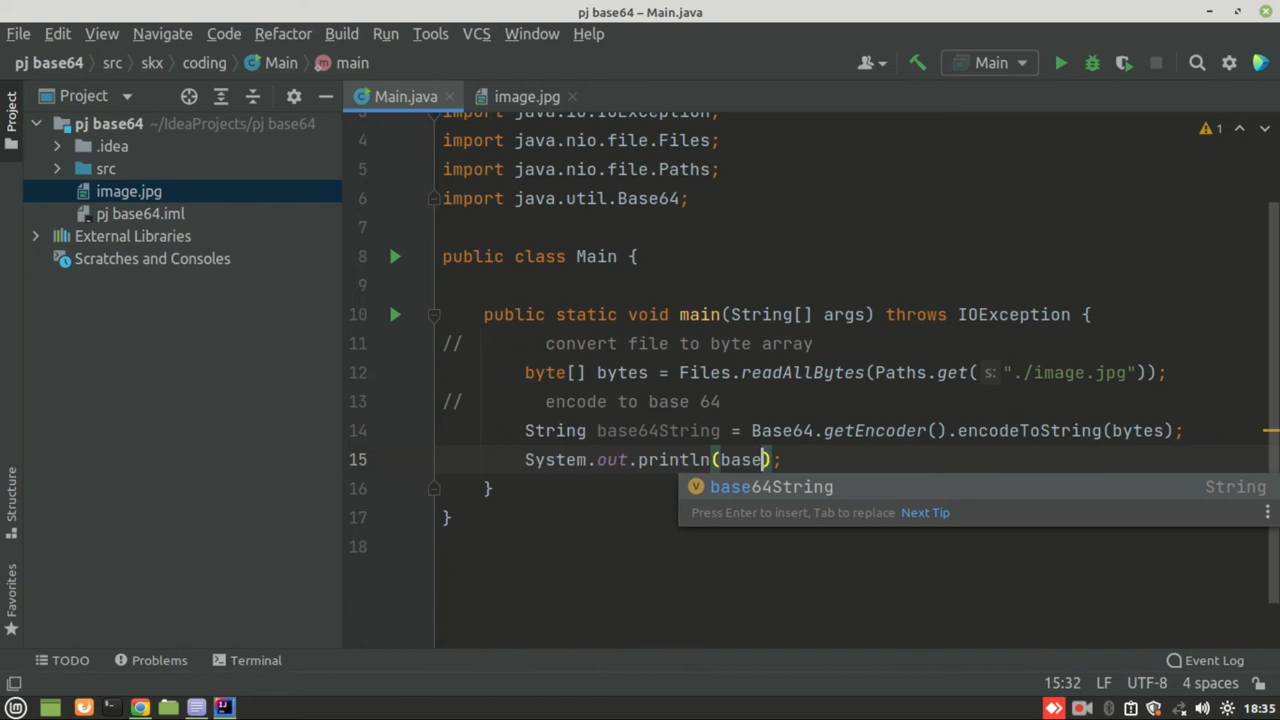 pj base64 – Main.java
File Edit View Navigate Code Refactor Build Run Tools VCS Window Help
pj base64 src skx coding Main main Main
Project Main.java image.jpg
Project
pj base64 ~/IdeaProjects/pj base64
.idea
src
image.jpg
pj base64.iml
External Libraries
Scratches and Consoles
Structure
Favorites
3 import java.io.IOException;
4 import java.nio.file.Files;
1
5 import java.nio.file.Paths;
6 import java.util.Base64;
7
8 public class Main {
9
10 public static void main(String[] args) throws IOException {
11 // convert file to byte array
12 byte[] bytes = Files.readAllBytes(Paths.get( s: "./image.jpg"));
13 // encode to base 64
14 String base64String = Base64.getEncoder().encodeToString(bytes);
15 System.out.println(base);
16 }
base64String String
Press Enter to insert, Tab to replace Next Tip
17 }
18
TODO Problems Terminal Event Log
15:32 LF UTF-8 4 spaces
18:35